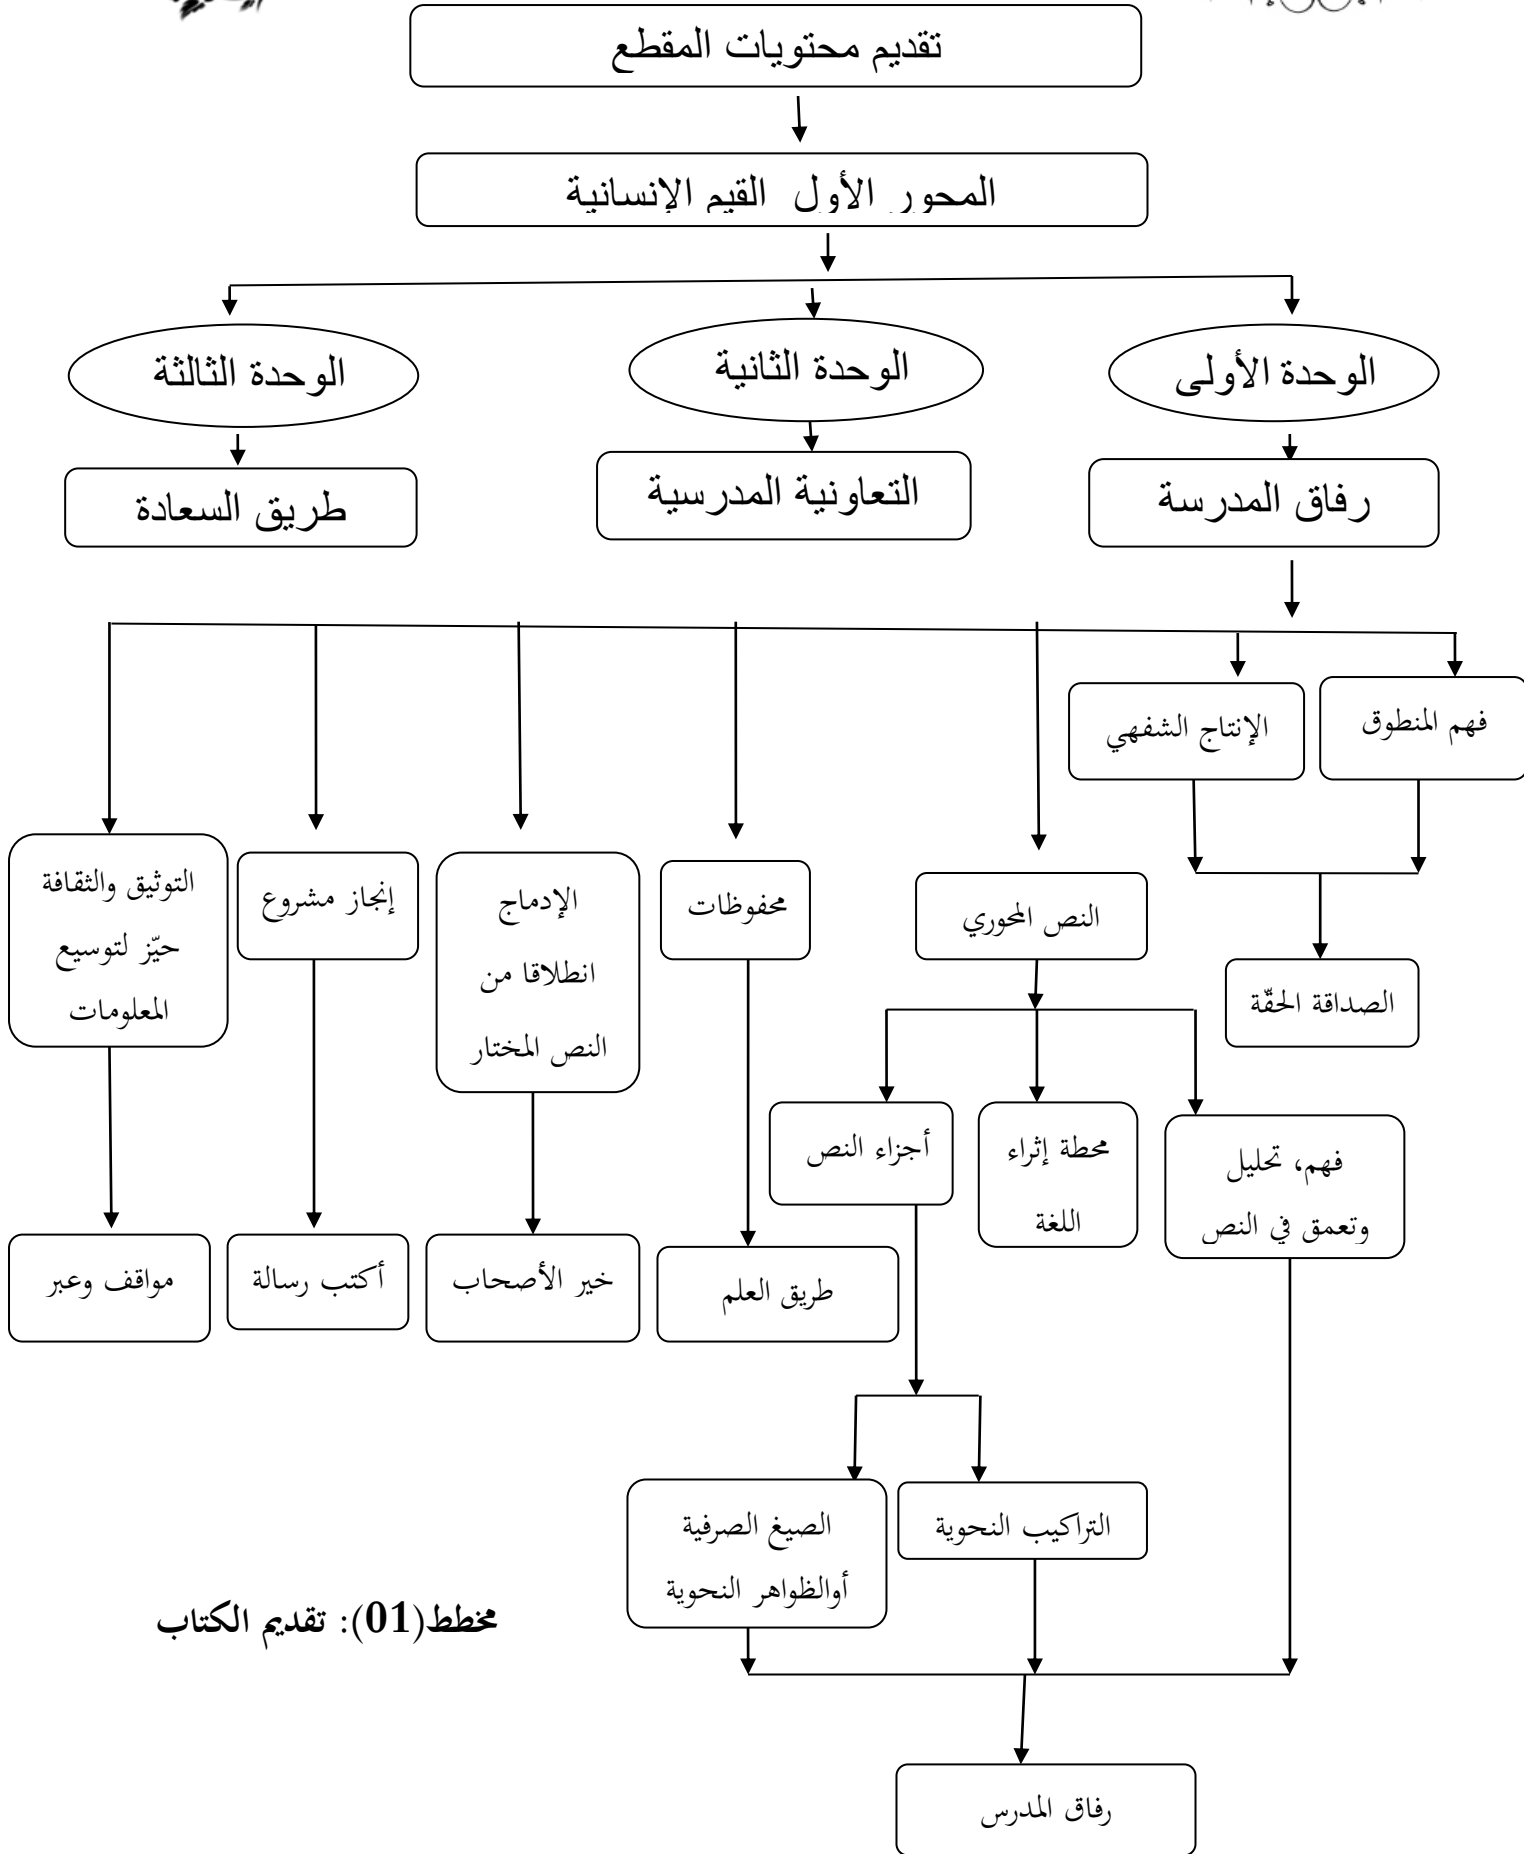 تقديم محتويات المقطع
المحور الأول القيم الإنسانية
الوحدة الأولى
الوحدة الثانية
الوحدة الثالثة
رفاق المدرسة
التعاونية المدرسية
طريق السعادة
فهم المنطوق
الإنتاج الشفهي
النص المحوري
محفوظات
الإدماج
انطلاقا من
النص المختار
إنجاز مشروع
التوثيق والثقافة
حيّز لتوسيع
المعلومات
الصداقة الحقّة
فهم، تحليل
وتعمق في النص
محطة إثراء
اللغة
أجزاء النص
طريق العلم
خير الأصحاب
أكتب رسالة
مواقف وعبر
التراكيب النحوية
الصيغ الصرفية
أوالظواهر النحوية
مخطط(01): تقديم الكتاب
رفاق المدرس